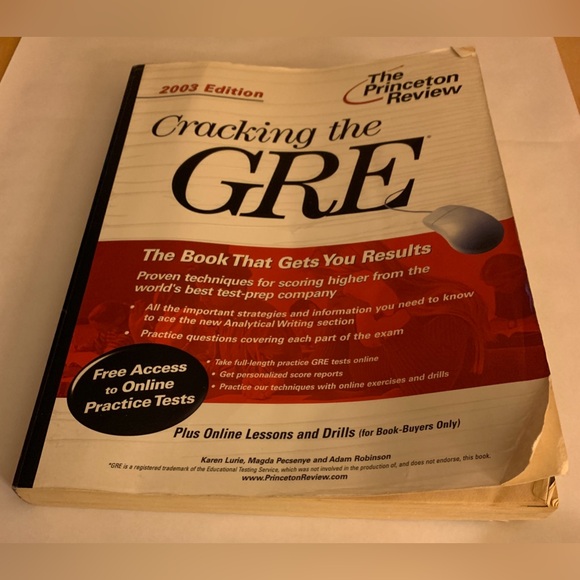 2003 Edition
The
Princeton
Review
Cracking the
GRE®
The Book That Gets You Results
Proven techniques for scoring higher from the
world's best test-prep company
• All the important strategies and information you need to know
to ace the new Analytical Writing section
• Practice questions covering each part of the exam
• Take full-length practice GRE tests online
• Get personalized score reports
• Practice our techniques with online exercises and drills
Free Access
to Online
Practice Tests
Plus Online Lessons and Drills (for Book-Buyers Only)
Karen Lurie, Magda Pecsenye and Adam Robinson
*GRE is a registered trademark of the Educational Testing Service, which was not involved in the production of, and does not endorse, this book.
www.PrincetonReview.com